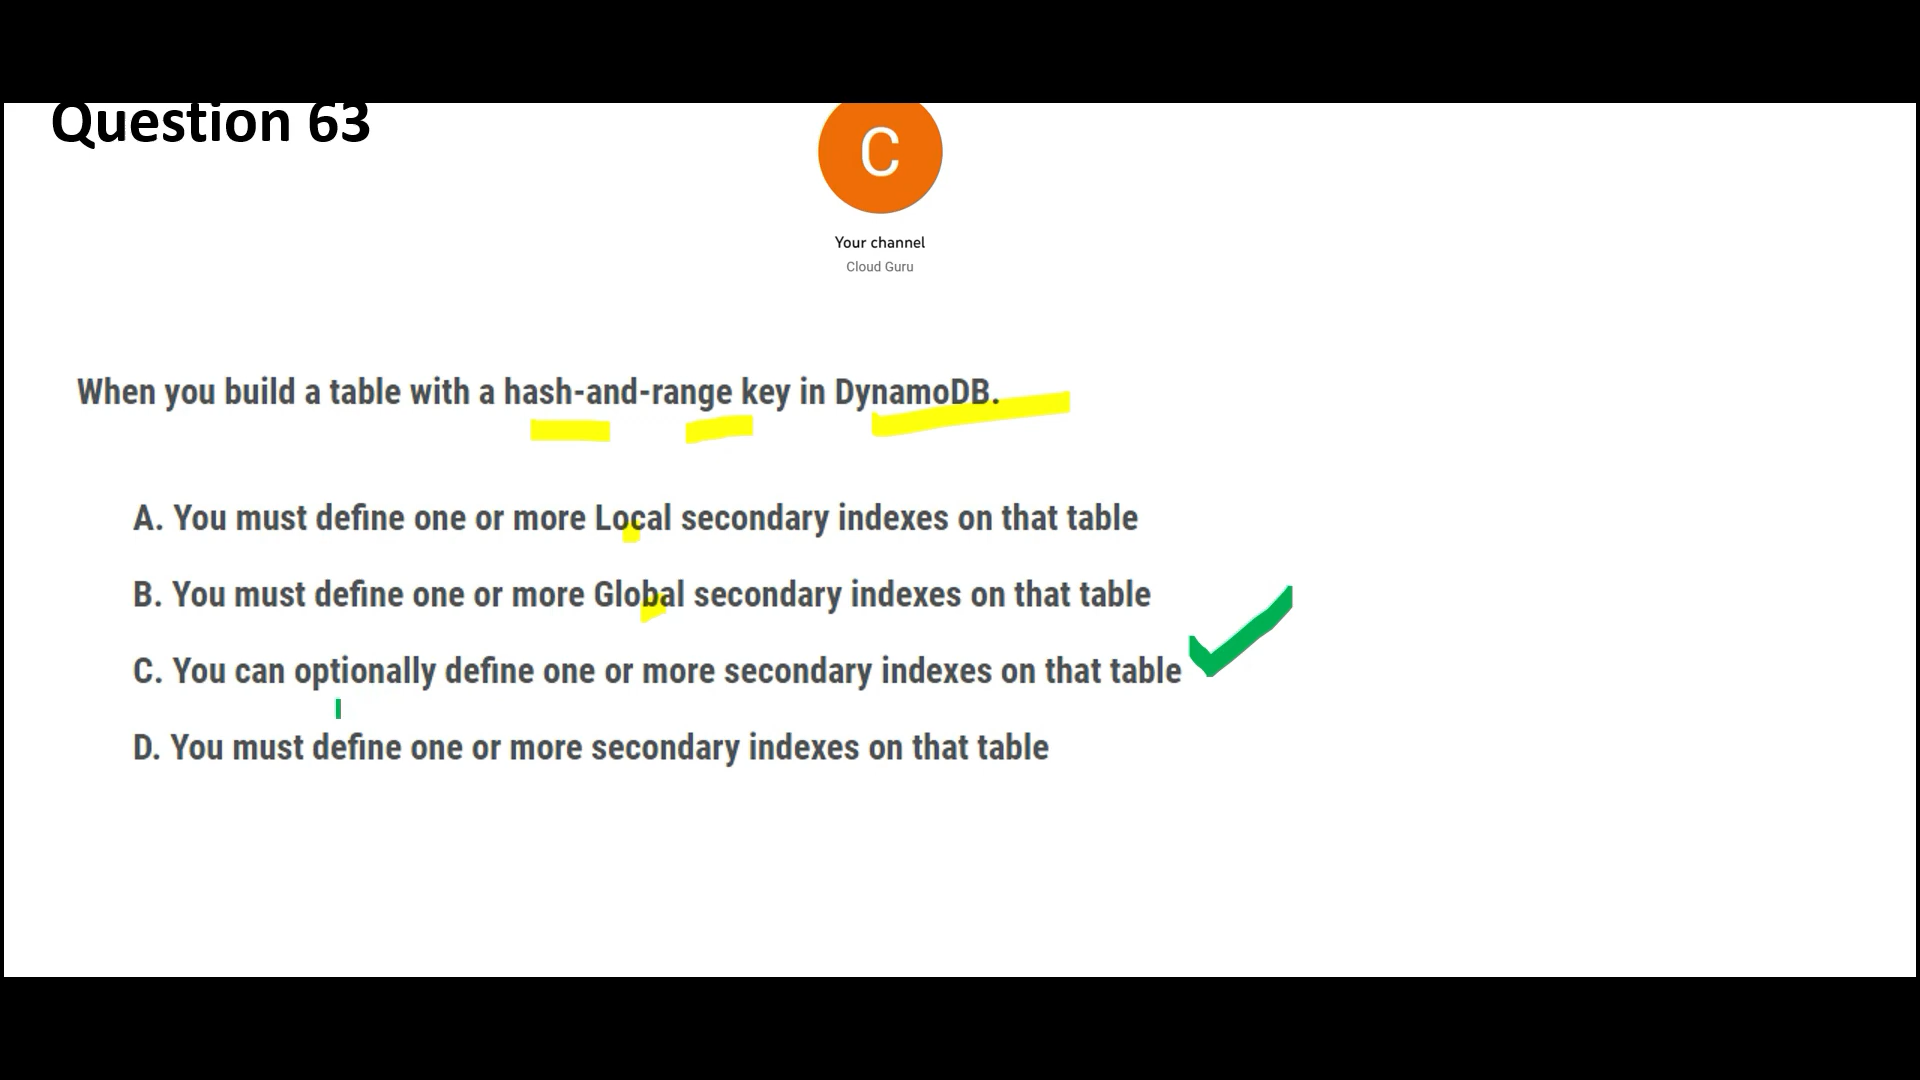 Question 63
C
Your channel
Cloud Guru
When you build a table with a hash-and-range key in DynamoDB.
A. You must define one or more Local secondary indexes on that table
B. You must define one or more Global secondary indexes on that table
C. You can optionally define one or more secondary indexes on that table
D. You must define one or more secondary indexes on that table